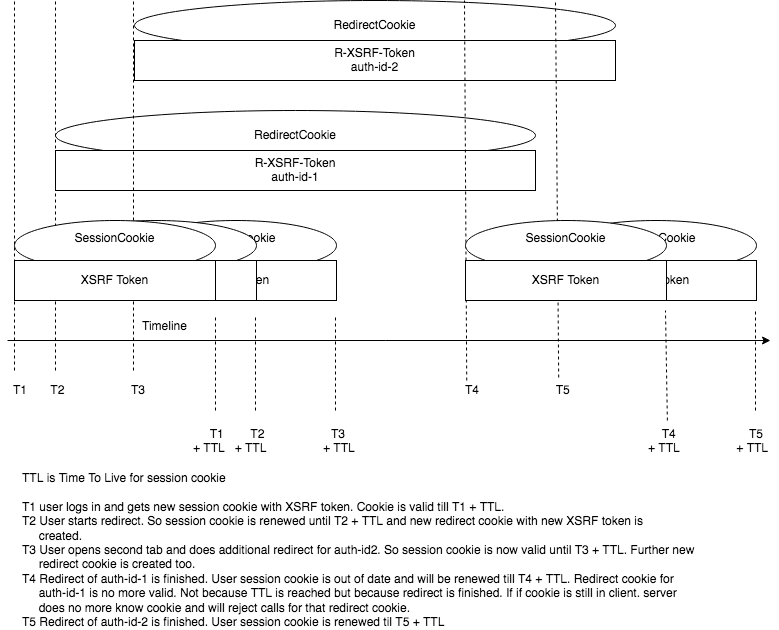 RedirectCookie
R-XSRF-Token
auth-id-2
RedirectCookie
R-XSRF-Token
auth-id-1
SessionCookie
ookie
SessionCookie
Cookie
XSRF Token
en
XSRF Token
oken
Timeline
T1
T2
T3
T4
T5
T1
+ TTL
T2
+ TTL
T3
+ TTL
T4
+ TTL
T5
+ TTL
TTL is Time To Live for session cookie
T1 user logs in and gets new session cookie with XSRF token. Cookie is valid till T1 + TTL.
T2 User starts redirect. So session cookie is renewed until T2 + TTL and new redirect cookie with new XSRF token is
created.
T3 User opens second tab and does additional redirect for auth-id2. So session cookie is now valid until T3 + TTL. Further new
redirect cookie is created too.
T4 Redirect of auth-id-1 is finished. User session cookie is out of date and will be renewed till T4 + TTL. Redirect cookie for
auth-id-1 is no more valid. Not because TTL is reached but because redirect is finished. If if cookie is still in client. server
does no more know cookie and will reject calls for that redirect cookie.
T5 Redirect of auth-id-2 is finished. User session cookie is renewed til T5 + TTL